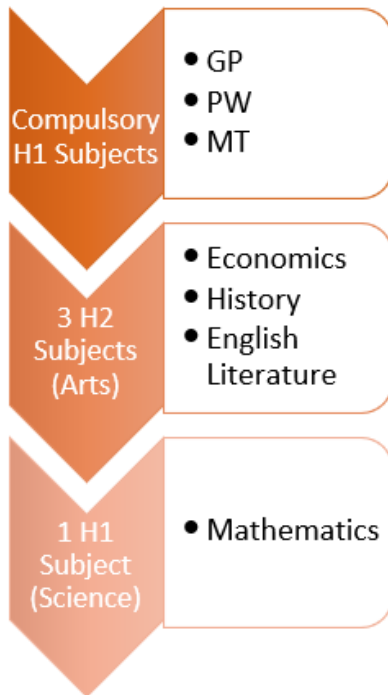 Compulsory
H1 Subjects
• GP
• PW
• MT
3 H2
Subjects
(Arts)
• Economics
• History
• English
Literature
1 H1
Subject
(Science)
• Mathematics